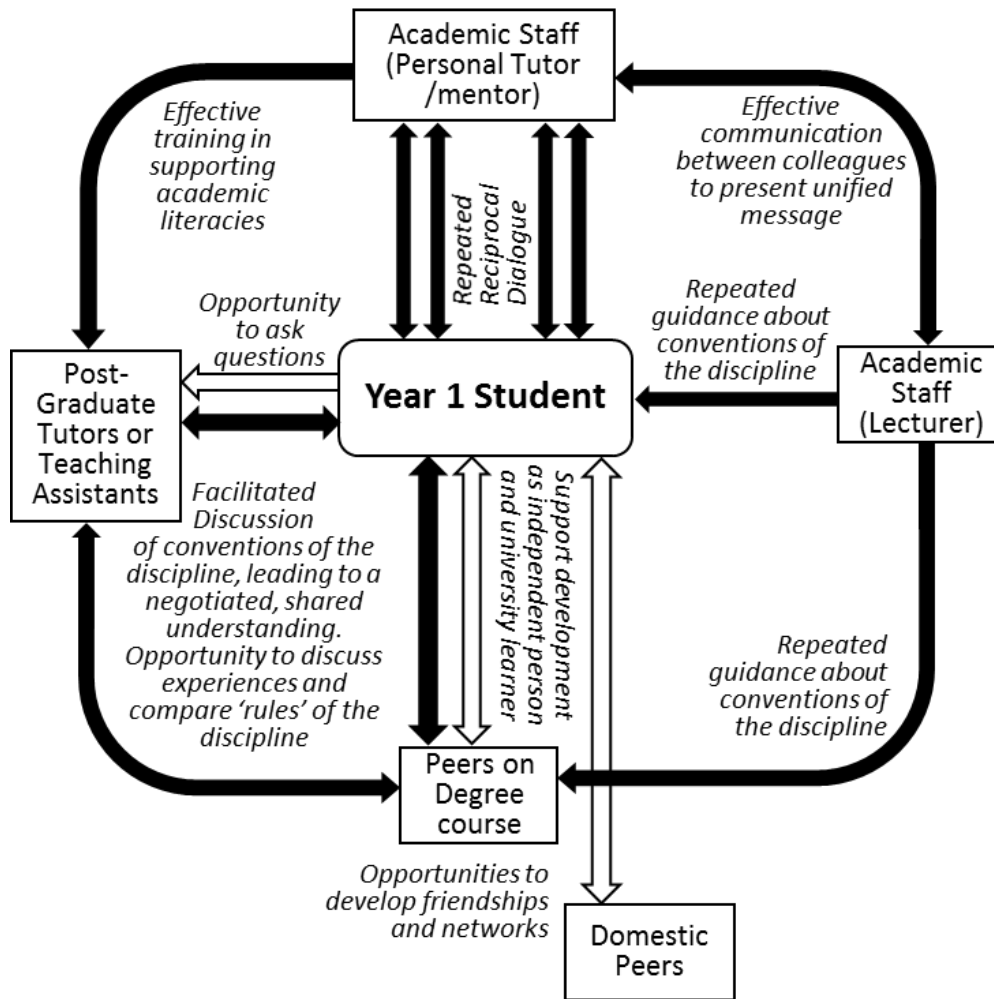 Academic Staff
(Personal Tutor
/mentor)
Effective
training in
supporting
academic
literacies
Effective
communication
between colleagues
to present unified
message
Repeated
Reciprocal
Dialogue
Opportunity
to ask
questions
Repeated
guidance about
conventions of
the discipline
Post-
Graduate
Tutors or
Teaching
Assistants
Year 1 Student
Academic
Staff
(Lecturer)
Facilitated
Discussion
of conventions of the
discipline, leading to a
negotiated, shared
understanding.
Opportunity to discuss
experiences and
compare ‘rules’ of the
discipline
Support development
as independent person
and university learner
Repeated
guidance about
conventions of
the discipline
Peers on
Degree
course
Opportunities to
develop friendships
and networks
Domestic
Peers